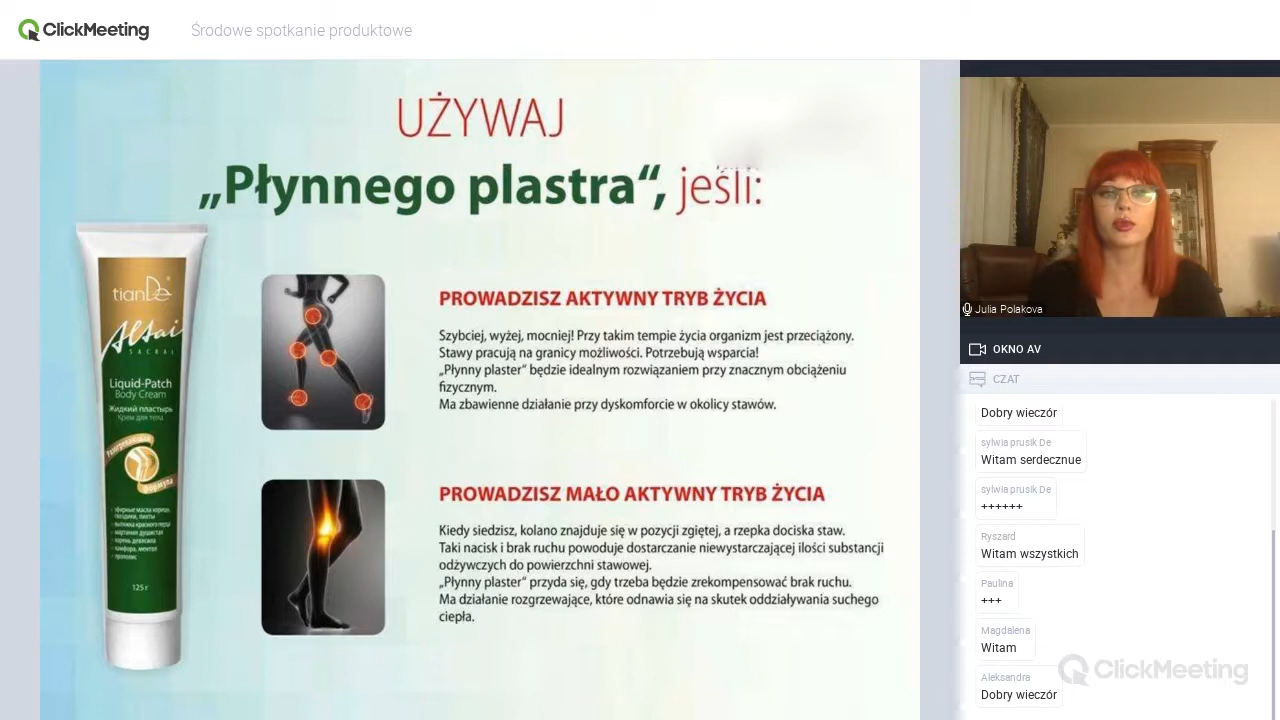 ClickMeeting
Środowe spotkanie produktowe
UŻYWAJ
„Płynnego plastra“, jeśli:
tianDe
Altai
SACRAL
Liquid-Patch
Body Cream
Жидкий пластырь
Крем для тела
Разогревающая
формула
125 г
PROWADZISZ AKTYWNY TRYB ŻYCIA
Szybciej, wyżej, mocniej! Przy takim tempie życia organizm jest przeciążony.
Stawy pracują na granicy możliwości. Potrzebują wsparcia!
„Płynny plaster” będzie idealnym rozwiązaniem przy znacznym obciążeniu
fizycznym.
Ma zbawienne działanie przy dyskomforcie w okolicy stawów.
PROWADZISZ MAŁO AKTYWNY TRYB ŻYCIA
Kiedy siedzisz, kolano znajduje się w pozycji zgiętej, a rzepka dociska staw.
Taki nacisk i brak ruchu powoduje dostarczanie niewystarczającej ilości substancji
odżywczych do powierzchni stawowej.
„Płynny plaster” przyda się, gdy trzeba będzie zrekompensować brak ruchu.
Ma działanie rozgrzewające, które odnawia się na skutek oddziaływania suchego
ciepła.
Julia Polakova
OKNO AV
CZAT
Dobry wieczór
sylwia prusik De
Witam serdecznue
sylwia prusik De
++++++
Ryszard
Witam wszystkich
Paulina
+++
Magdalena
Witam
Aleksandra
Dobry wieczór
ClickMeeting